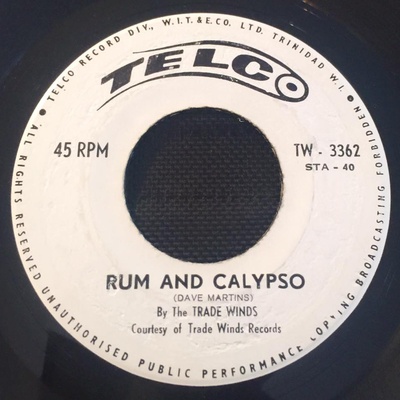 • TELCO RECORD DIV., W.I.T.& E.CO. LTD. TRINIDAD W.I. •
TELCO
45 RPM
TW - 3362
STA - 40
RUM AND CALYPSO
(DAVE MARTINS)
By The TRADE WINDS
Courtesy of Trade Winds Records
ALL RIGHTS RESERVED UNAUTHORISED PUBLIC PERFORMANCE COPYING BROADCASTING FORBIDDEN